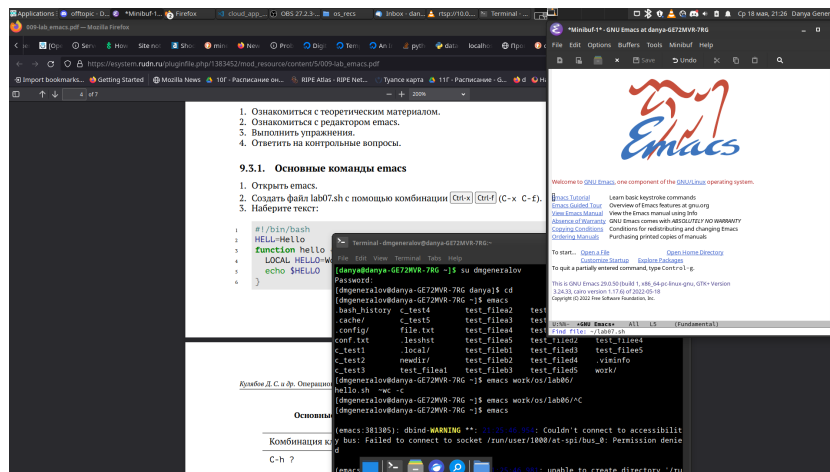 Applications
offtopic - D...
*Minibuf-1*
Firefox
cloud_app_...
OBS 27.2.3-...
os_recs
Inbox - dan...
rtsp://10.0....
Terminal - ...
Ср 18 мая, 21:26 Danya Gener
009-lab_emacs.pdf — Mozilla Firefox
https://esystem.rudn.ru/pluginfile.php/1383452/mod_resource/content/5/009-lab_emacs.pdf
Import bookmarks... Getting Started Mozilla News 10Г - Расписание он... RIPE Atlas - RIPE Net... Туапсе карта 11Г - Расписание - G...
4 of 7
200%
1. Ознакомиться с теоретическим материалом.
2. Ознакомиться с редактором emacs.
3. Выполнить упражнения.
4. Ответить на контрольные вопросы.
9.3.1. Основные команды emacs
1. Открыть emacs.
2. Создать файл lab07.sh с помощью комбинации Ctrl-x Ctrl-f (C-x C-f).
3. Наберите текст:
1 #!/bin/bash
2 HELL=Hello
3 function hello
4 LOCAL HELLO=Wo
5 echo $HELLO
6 }
Кулябов Д. С. и др. Операцион
Основны
Комбинация кл
C-h ?
Terminal - dmgeneralov@danya-GE72MVR-7RG:~
File Edit View Terminal Tabs Help
[danya@danya-GE72MVR-7RG ~]$ su dmgeneralov
Password:
[dmgeneralov@danya-GE72MVR-7RG danya]$ cd
[dmgeneralov@danya-GE72MVR-7RG ~]$ emacs
.bash_history c_test4 test_filea2 test
.cache/ c_test5 test_filea3 test
.config/ file.txt test_filea4 test
conf.txt .lesshst test_filea5 test_filed2 test_filee4
c_test1 .local/ test_fileb1 test_filed3 test_filee5
c_test2 newdir/ test_fileb2 test_filed4 .viminfo
c_test3 test_filea1 test_fileb3 test_filed5 work/
[dmgeneralov@danya-GE72MVR-7RG ~]$ emacs work/os/lab06/
hello.sh ~wc -c
[dmgeneralov@danya-GE72MVR-7RG ~]$ emacs work/os/lab06/^C
[dmgeneralov@danya-GE72MVR-7RG ~]$ emacs
(emacs:381305): dbind-WARNING **: Couldn't connect to accessibilit
y bus: Failed to connect to socket /run/user/1000/at-spi/bus_0: Permission denie
d
unable to create directory '/ru
*Minibuf-1* - GNU Emacs at danya-GE72MVR-7RG
File Edit Options Buffers Tools Minibuf Help
Save Undo
Emacs
Welcome to GNU Emacs, one component of the GNU/Linux operating system.
Emacs Tutorial Learn basic keystroke commands
Emacs Guided Tour Overview of Emacs features at gnu.org
View Emacs Manual View the Emacs manual using Info
Absence of Warranty GNU Emacs comes with ABSOLUTELY NO WARRANTY
Copying Conditions Conditions for redistributing and changing Emacs
Ordering Manuals Purchasing printed copies of manuals
To start... Open a File Open Home Directory
Customize Startup Explore Packages
To quit a partially entered command, type Control-g.
This is GNU Emacs 29.0.50 (build 1, x86_64-pc-linux-gnu, GTK+ Version
3.24.33, cairo version 1.17.6) of 2022-05-18
Copyright (C) 2022 Free Software Foundation, Inc.
U:%%- *GNU Emacs* All L5 (Fundamental)
Find file: ~/lab07.sh